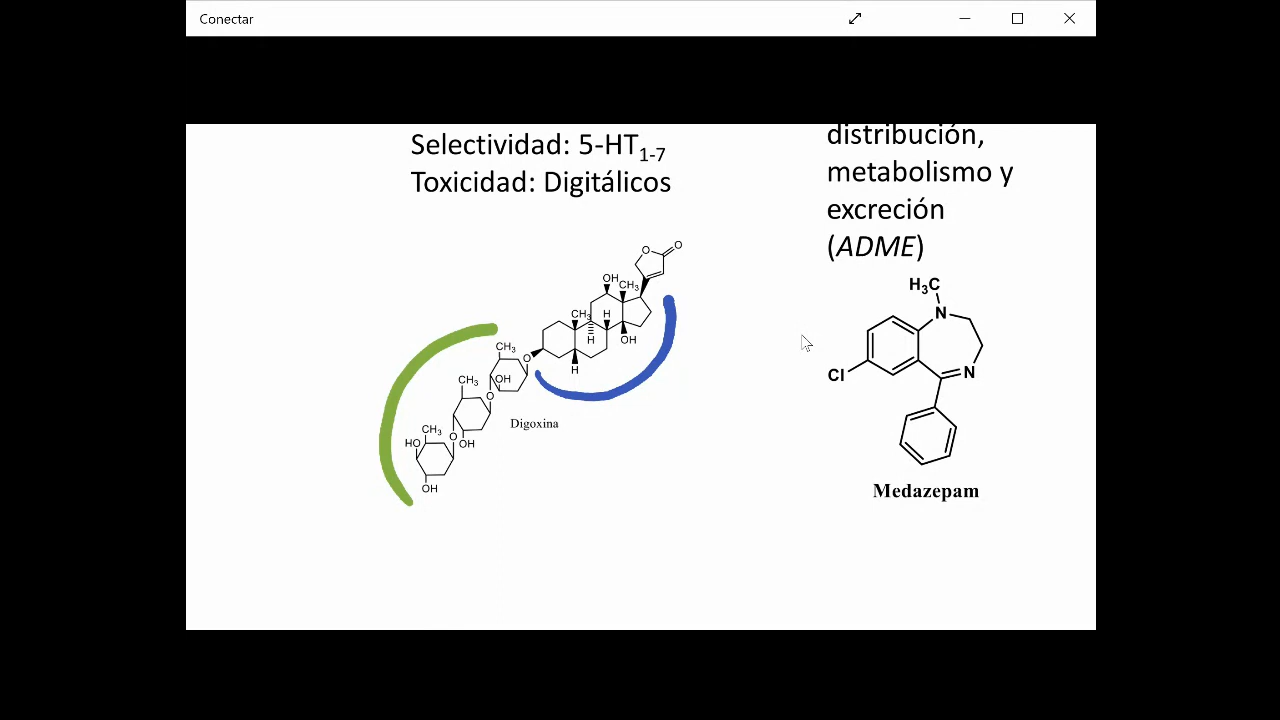 Conectar
Selectividad: 5-HT1-7
Toxicidad: Digitálicos
distribución,
metabolismo y
excreción
(ADME)
O
O
OH
CH3
CH3
H
H
OH
H
O
CH3
OH
O
CH3
OH
O
CH3
HO
OH
Digoxina
H3C
N
N
Cl
Medazepam